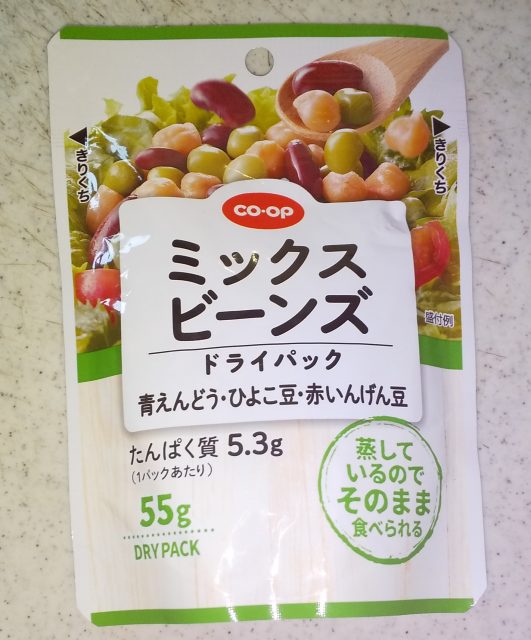 きりぐち
きりぐち
CO·OP
ミックス
ビーンズ
ドライパック
青えんどう・ひよこ豆・赤いんげん豆
盛付例
たんぱく質 5.3g
(1パックあたり)
55g
DRY PACK
蒸して
いるので
そのまま
食べられる